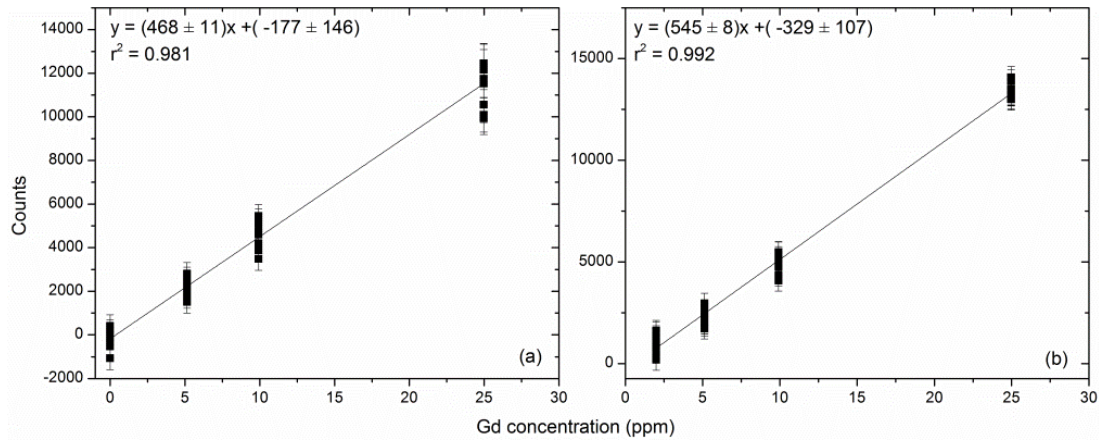 y = (468 ± 11)x +( -177 ± 146)
r² = 0.981
14000
12000
10000
8000
6000
4000
2000
0
-2000
Counts
0 5 10 15 20 25 30
(a)
y = (545 ± 8)x +( -329 ± 107)
r² = 0.992
15000
10000
5000
0
0 5 10 15 20 25 30
(b)
Gd concentration (ppm)